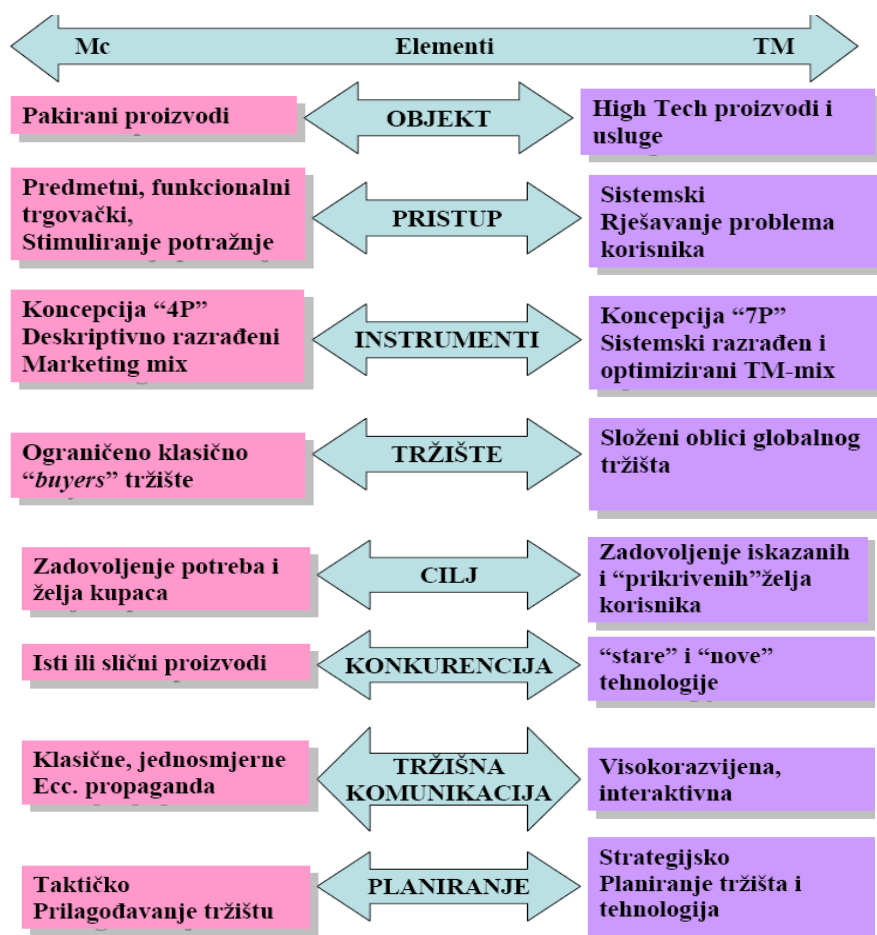 Mc Elementi TM
Pakirani proizvodi
OBJEKT
High Tech proizvodi i
usluge
Predmetni, funkcionalni
trgovački,
Stimuliranje potražnje
PRISTUP
Sistemski
Rješavanje problema
korisnika
Koncepcija “4P”
Deskriptivno razrađeni
Marketing mix
INSTRUMENTI
Koncepcija “7P”
Sistemski razrađen i
optimizirani TM-mix
Ograničeno klasično
“buyers” tržište
TRŽIŠTE
Složeni oblici globalnog
tržišta
Zadovoljenje potreba i
želja kupaca
CILJ
Zadovoljenje iskazanih
i “prikrivenih”želja
korisnika
Isti ili slični proizvodi
KONKURENCIJA
“stare” i “nove”
tehnologije
Klasične, jednosmjerne
Ecc. propaganda
TRŽIŠNA
KOMUNIKACIJA
Visokorazvijena,
interaktivna
Taktičko
Prilagođavanje tržištu
PLANIRANJE
Strategijsko
Planiranje tržišta i
tehnologija